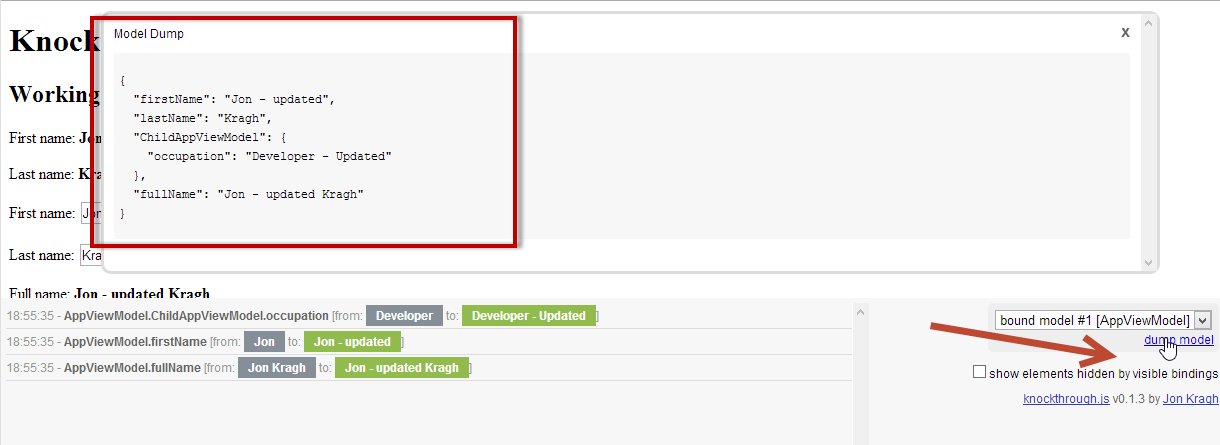 Knock
Working
First name: Jon
Last name: Kra
First name: Jon
Last name: Kra
Full name: Jon - updated Kragh
Model Dump
X
{
"firstName": "Jon - updated",
"lastName": "Kragh",
"ChildAppViewModel": {
"occupation": "Developer - Updated"
},
"fullName": "Jon - updated Kragh"
}
18:55:35 - AppViewModel.ChildAppViewModel.occupation [from: Developer to: Developer - Updated]
18:55:35 - AppViewModel.firstName [from: Jon to: Jon - updated]
18:55:35 - AppViewModel.fullName [from: Jon Kragh to: Jon - updated Kragh]
bound model #1 [AppViewModel]
dump model
show elements hidden by visible bindings
knockthrough.js v0.1.3 by Jon Kragh